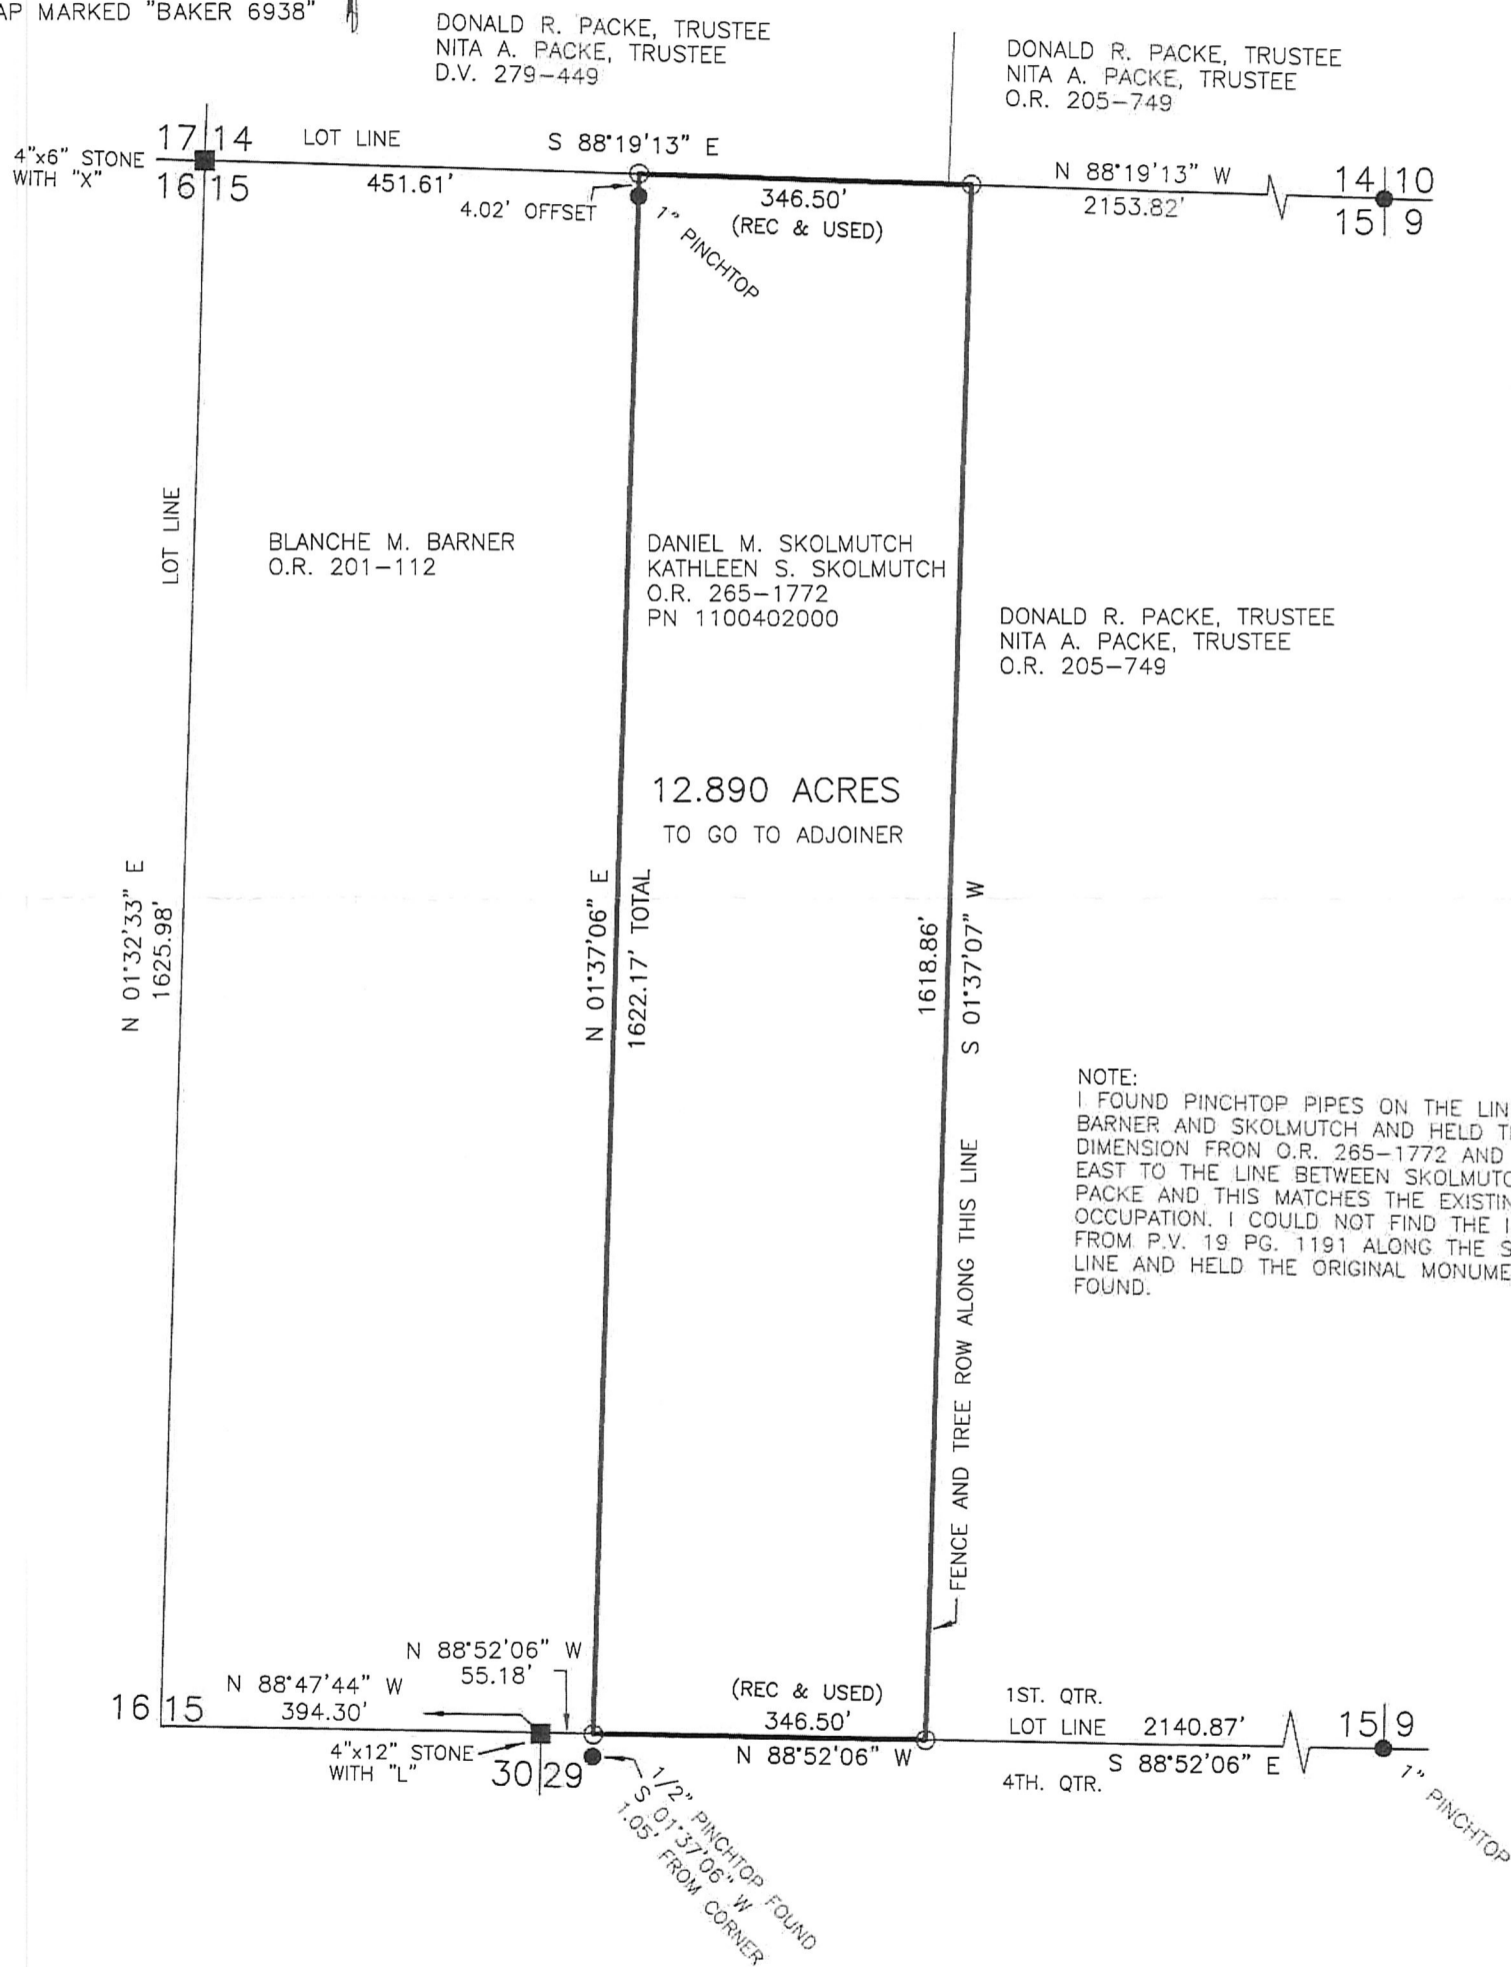 MARKED "BAKER 6938"
DONALD R. PACKE, TRUSTEE
NITA A. PACKE, TRUSTEE
D.V. 279-449
DONALD R. PACKE, TRUSTEE
NITA A. PACKE, TRUSTEE
O.R. 205-749
4"x6" STONE
WITH "X"
17 14
16 15
LOT LINE
451.61'
S 88°19'13" E
4.02' OFFSET
1" PINCHTOP
346.50'
(REC & USED)
N 88°19'13" W
2153.82'
14 10
15 9
LOT LINE
BLANCHE M. BARNER
O.R. 201-112
DANIEL M. SKOLMUTCH
KATHLEEN S. SKOLMUTCH
O.R. 265-1772
PN 1100402000
DONALD R. PACKE, TRUSTEE
NITA A. PACKE, TRUSTEE
O.R. 205-749
12.890 ACRES
TO GO TO ADJOINER
N 01°32'33" E
1625.98'
N 01°37'06" E
1622.17' TOTAL
1618.86'
S 01°37'07" W
NOTE:
I FOUND PINCHTOP PIPES ON THE
BARNER AND SKOLMUTCH AND HELD
DIMENSION FRON O.R. 265-1772 AND
EAST TO THE LINE BETWEEN
PACKE AND THIS MATCHES THE
OCCUPATION. I COULD NOT FIND THE
FROM P.V. 19 PG. 1191 ALONG THE
LINE AND HELD THE ORIGINAL
FOUND.
FENCE AND TREE ROW ALONG THIS LINE
16 15
N 88°47'44" W
394.30'
N 88°52'06" W
55.18'
4"x12" STONE
WITH "L"
30 29
(REC & USED)
346.50'
N 88°52'06" W
1ST. QTR.
LOT LINE 2140.87'
S 88°52'06" E
4TH. QTR.
15 9
1" PINCHTOP
1/2" PINCHTOP FOUND
S 01°37'06" W
1.05' FROM CORNER